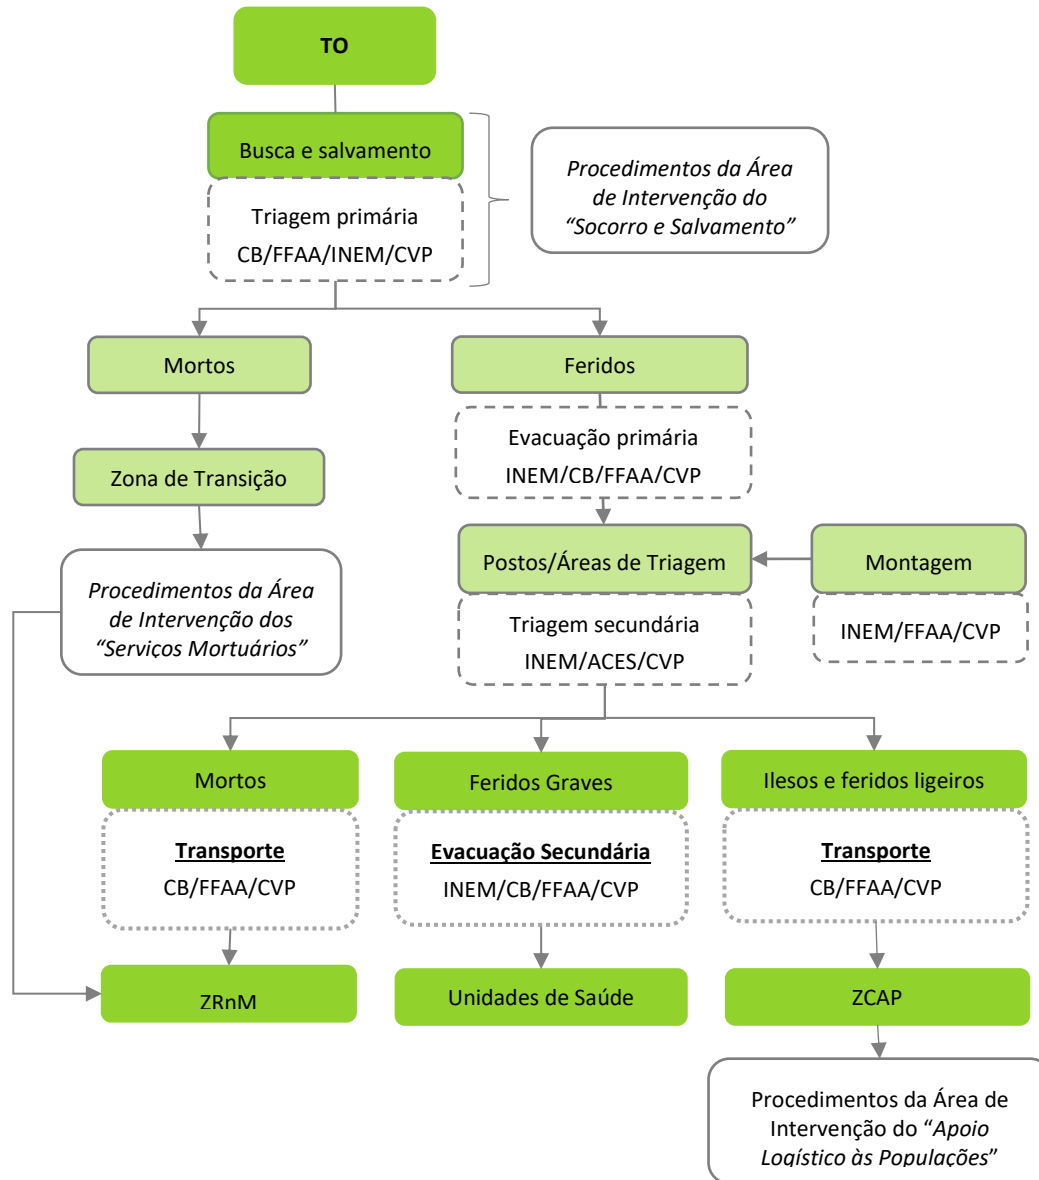 TO
Busca e salvamento
Triagem primária
CB/FFAA/INEM/CVP
Procedimentos da Área
de Intervenção do
“Socorro e Salvamento”
Mortos
Feridos
Evacuação primária
INEM/CB/FFAA/CVP
Zona de Transição
Postos/Áreas de Triagem
Montagem
Procedimentos da Área
de Intervenção dos
“Serviços Mortuários”
Triagem secundária
INEM/ACES/CVP
INEM/FFAA/CVP
Mortos
Feridos Graves
Ilesos e feridos ligeiros
Transporte
CB/FFAA/CVP
Evacuação Secundária
INEM/CB/FFAA/CVP
Transporte
CB/FFAA/CVP
ZRnM
Unidades de Saúde
ZCAP
Procedimentos da Área de
Intervenção do “Apoio
Logístico às Populações”